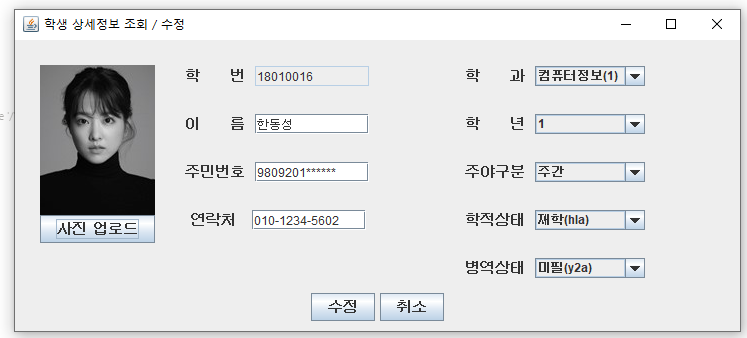 학생 상세정보 조회 / 수정
학 번 18010016 학 과 컴퓨터정보(1)
이 름 한동성 학 년 1
주민번호 9809201****** 주야구분 주간
연락처 010-1234-5602 학적상태 재학(hla)
사진 업로드
병역상태 미필(y2a)
수정 취소